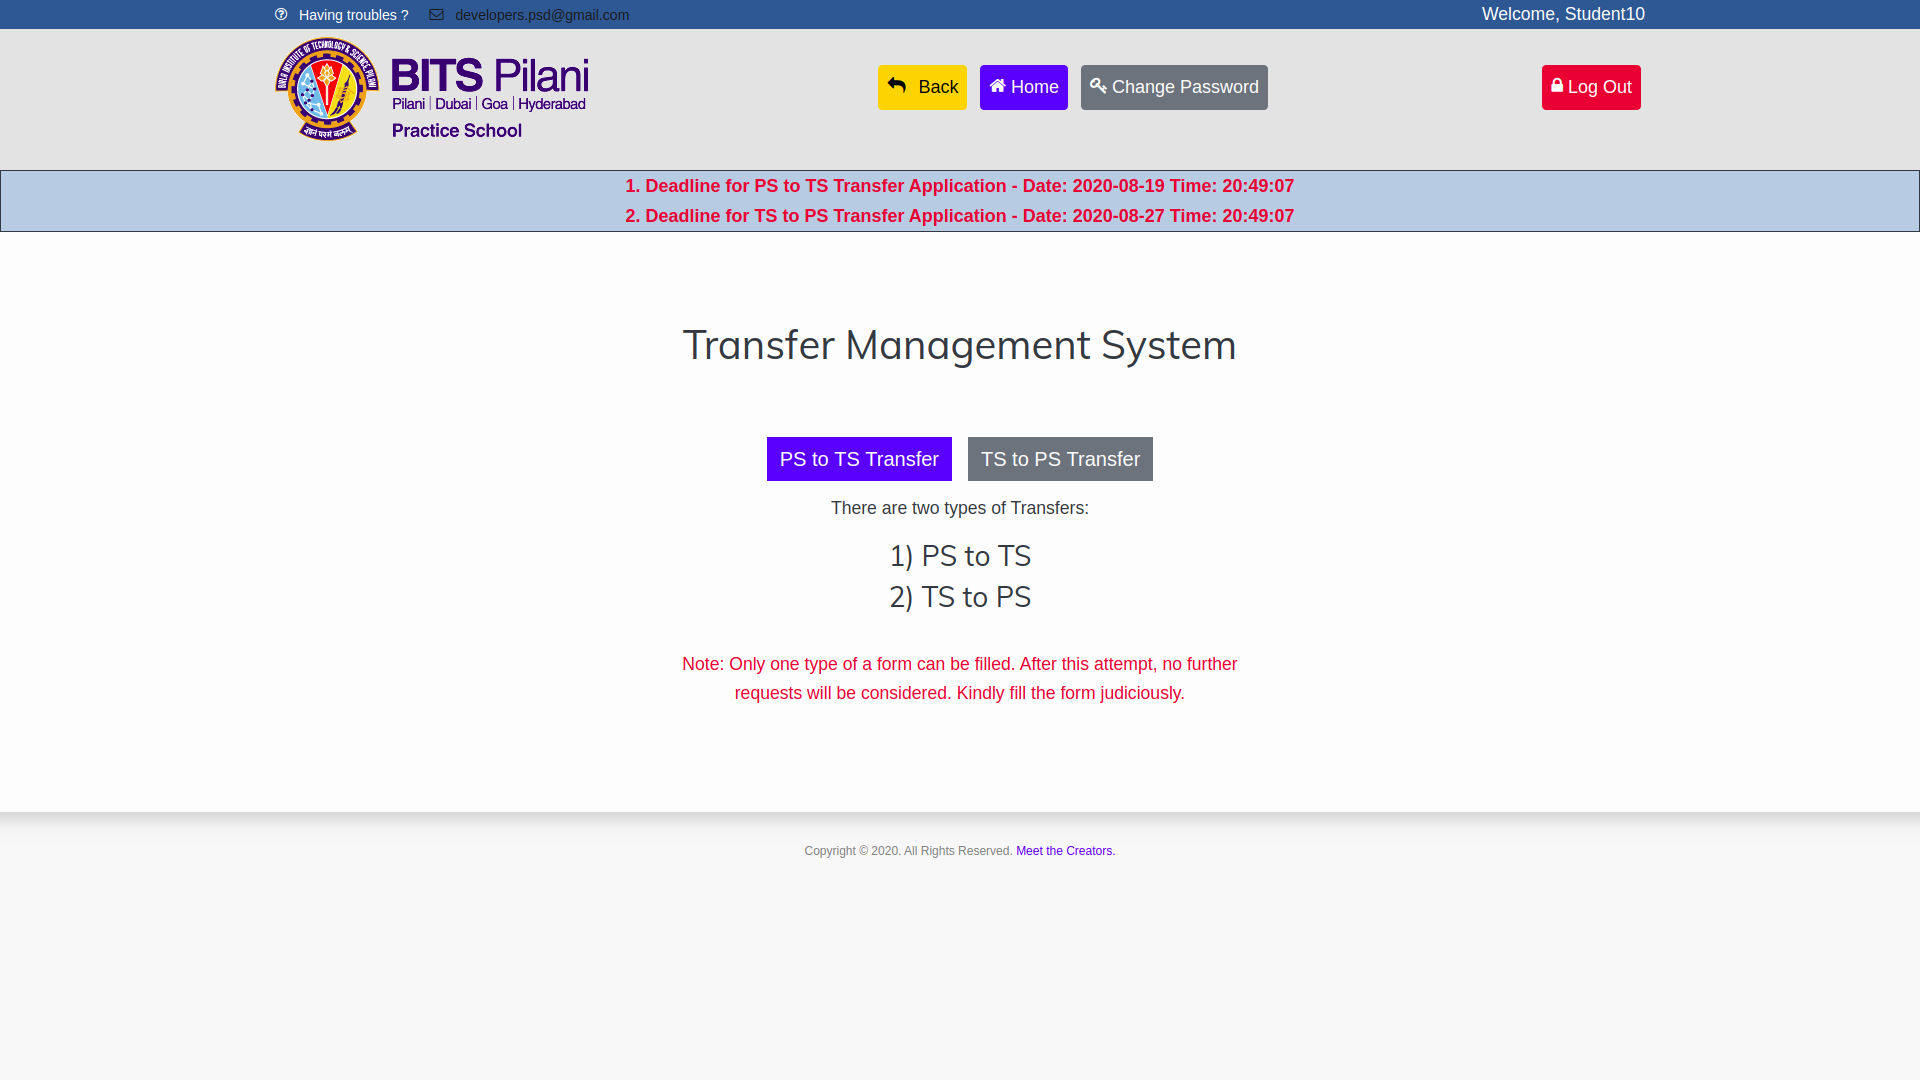 Having troubles ?
developers.psd@gmail.com
Welcome, Student10
BIRLA INSTITUTE OF TECHNOLOGY & SCIENCE PILANI
ज्ञानं परमं बलम्
BITS Pilani
Pilani | Dubai | Goa | Hyderabad
Practice School
Back
Home
Change Password
Log Out
1. Deadline for PS to TS Transfer Application - Date: 2020-08-19 Time: 20:49:07
2. Deadline for TS to PS Transfer Application - Date: 2020-08-27 Time: 20:49:07
Transfer Management System
PS to TS Transfer
TS to PS Transfer
There are two types of Transfers:
1) PS to TS
2) TS to PS
Note: Only one type of a form can be filled. After this attempt, no further
requests will be considered. Kindly fill the form judiciously.
Copyright © 2020. All Rights Reserved. Meet the Creators.